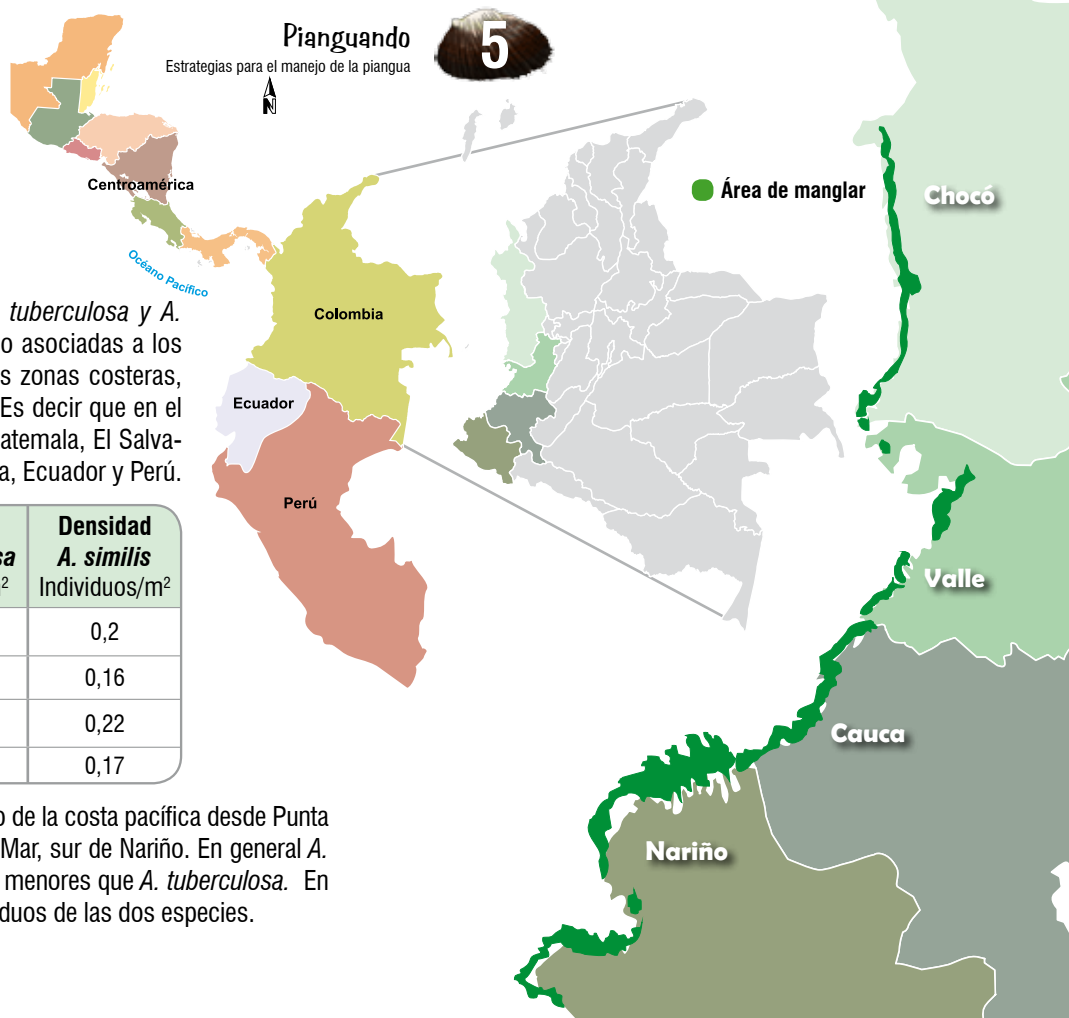 Pianguando
5
Estrategias para el manejo de la piangua
N
Centroamérica
Océano Pacífico
Colombia
Ecuador
Perú
Área de manglar
Chocó
Valle
Cauca
Nariño
tuberculosa y A.
o asociadas a los
s zonas costeras,
Es decir que en el
atemala, El Salva-
a, Ecuador y Perú.
Densidad
sa A. similis
m² Individuos/m²
0,2
0,16
0,22
0,17
o de la costa pacífica desde Punta
Mar, sur de Nariño. En general A.
menores que A. tuberculosa. En
duos de las dos especies.